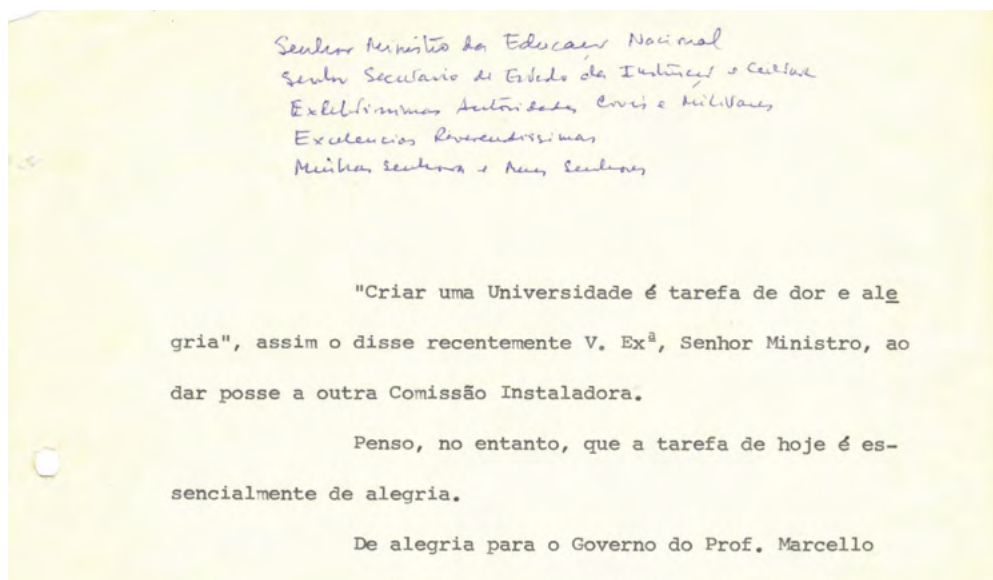 Senhor Ministro da Educação Nacional
Senhor Secretario de Estado da Instrução e Cultura
Excelentíssimas Autoridades Civis e Militares
Excelencias Reverendissimas
Minhas Senhoras e Meus Senhores
"Criar uma Universidade é tarefa de dor e ale
gria", assim o disse recentemente V. Exª, Senhor Ministro, ao
dar posse a outra Comissão Instaladora.
Penso, no entanto, que a tarefa de hoje é es-
sencialmente de alegria.
De alegria para o Governo do Prof. Marcello